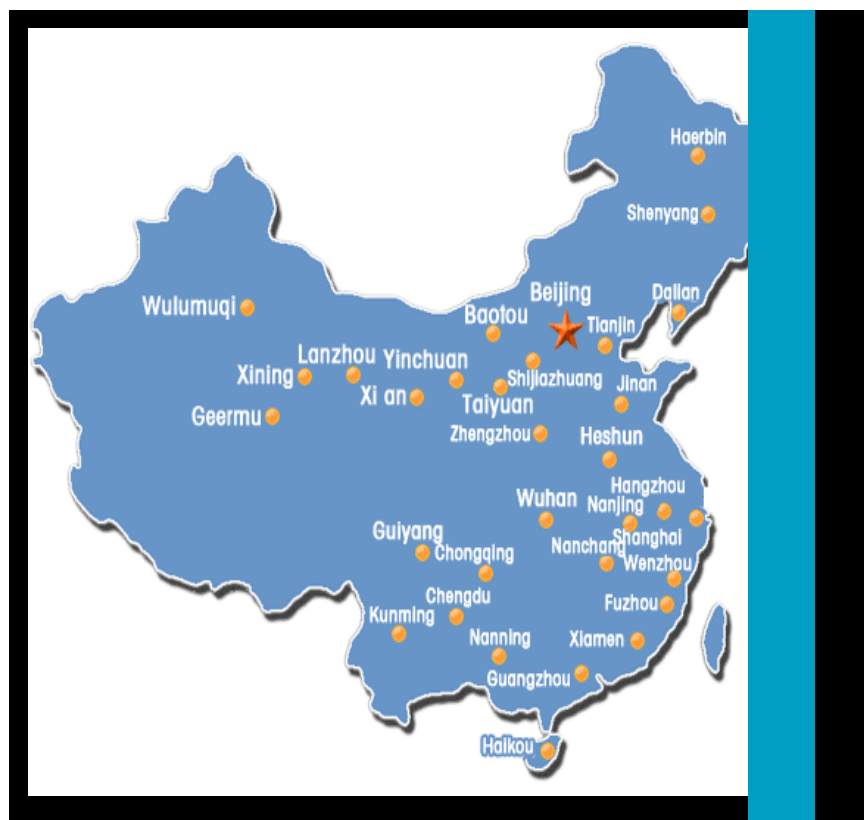 Haerbin
Shenyang
Dalian
Beijing
Wulumuqi
Baotou
Tianjin
Lanzhou
Yinchuan
Xining
Shijiazhuang
Jinan
Xi an
Taiyuan
Geermu
Zhengzhou
Heshun
Hangzhou
Wuhan
Nanjing
Guiyang
Shanghai
Chongqing
Nanchang
Wenzhou
Chengdu
Fuzhou
Kunming
Nanning
Xiamen
Guangzhou
Haikou